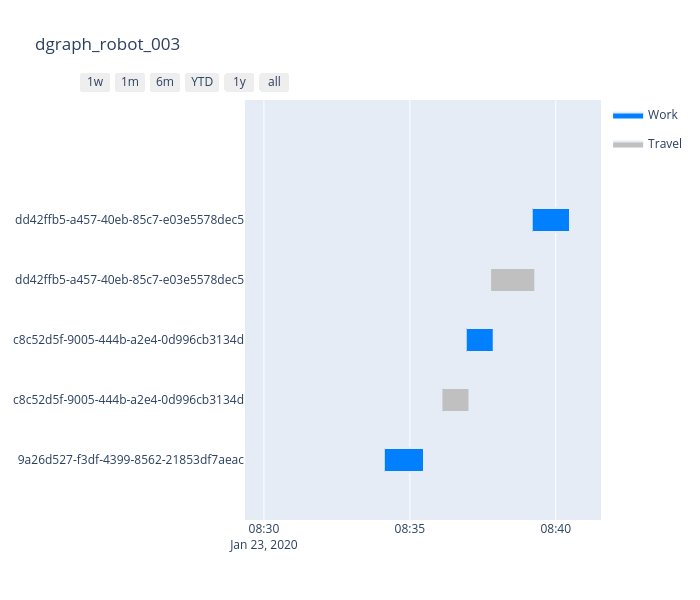 dgraph_robot_003
1w 1m 6m YTD 1y all
Work
Travel
dd42ffb5-a457-40eb-85c7-e03e5578dec5
dd42ffb5-a457-40eb-85c7-e03e5578dec5
c8c52d5f-9005-444b-a2e4-0d996cb3134d
c8c52d5f-9005-444b-a2e4-0d996cb3134d
9a26d527-f3df-4399-8562-21853df7aeac
08:30 08:35 08:40
Jan 23, 2020